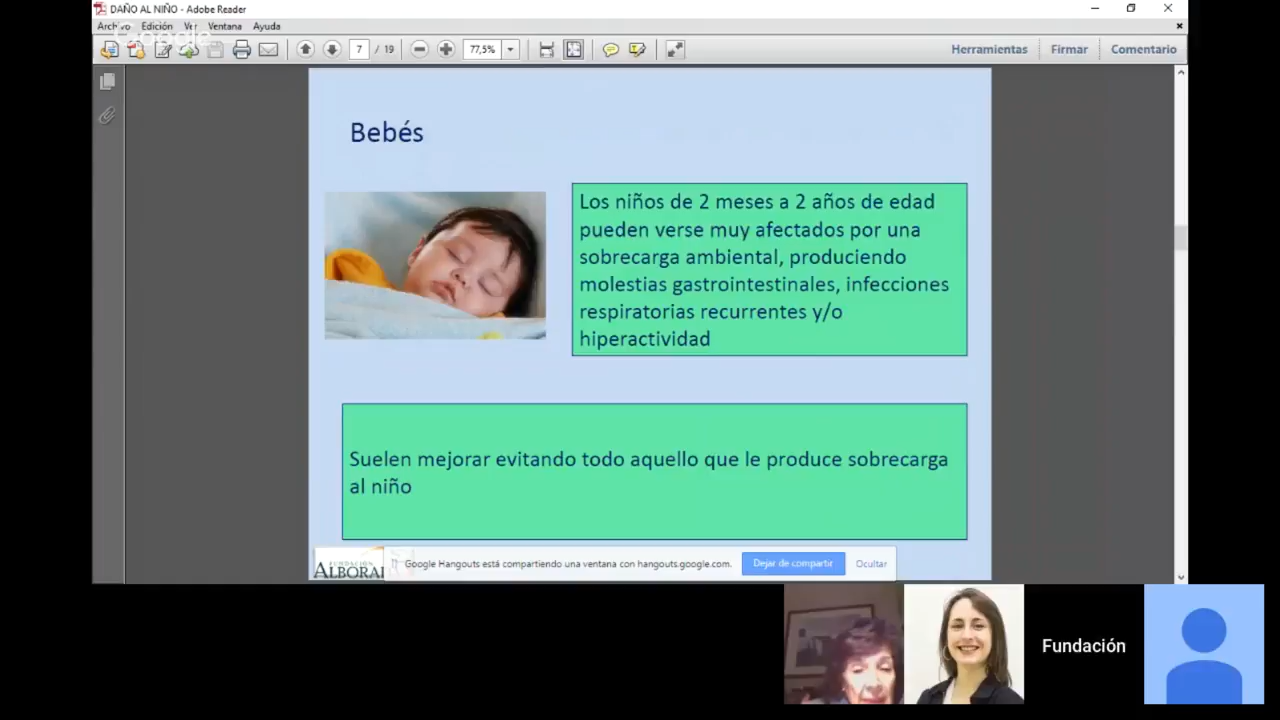 DAÑO AL NIÑO - Adobe Reader
Archivo Edición Ver Ventana Ayuda
Google
7 / 19 77,5% Herramientas Firmar Comentario
Bebés
Los niños de 2 meses a 2 años de edad
pueden verse muy afectados por una
sobrecarga ambiental, produciendo
molestias gastrointestinales, infecciones
respiratorias recurrentes y/o
hiperactividad
Suelen mejorar evitando todo aquello que le produce sobrecarga
al niño
FUNDACIÓN
ALBORA
Google Hangouts está compartiendo una ventana con hangouts.google.com. Dejar de compartir Ocultar
Fundación